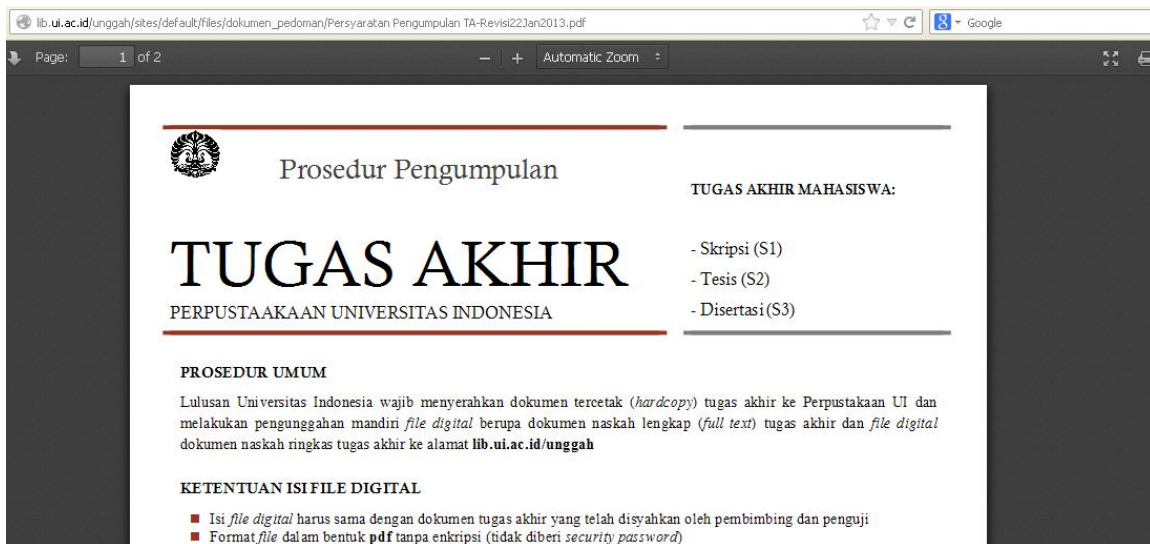 lib.ui.ac.id/unggah/sites/default/files/dokumen_pedoman/Persyaratan Pengumpulan TA-Revisi22Jan2013.pdf
Google
Page: 1 of 2
Automatic Zoom
Prosedur Pengumpulan
TUGAS AKHIR
PERPUSTAAKAAN UNIVERSITAS INDONESIA
TUGAS AKHIR MAHASISWA:
- Skripsi (S1)
- Tesis (S2)
- Disertasi (S3)
PROSEDUR UMUM
Lulusan Universitas Indonesia wajib menyerahkan dokumen tercetak (hardcopy) tugas akhir ke Perpustakaan UI dan
melakukan pengunggahan mandiri file digital berupa dokumen naskah lengkap (full text) tugas akhir dan file digital
dokumen naskah ringkas tugas akhir ke alamat lib.ui.ac.id/unggah
KETENTUAN ISI FILE DIGITAL
■ Isi file digital harus sama dengan dokumen tugas akhir yang telah disyahkan oleh pembimbing dan penguji
■ Format file dalam bentuk pdf tanpa enkripsi (tidak diberi security password)